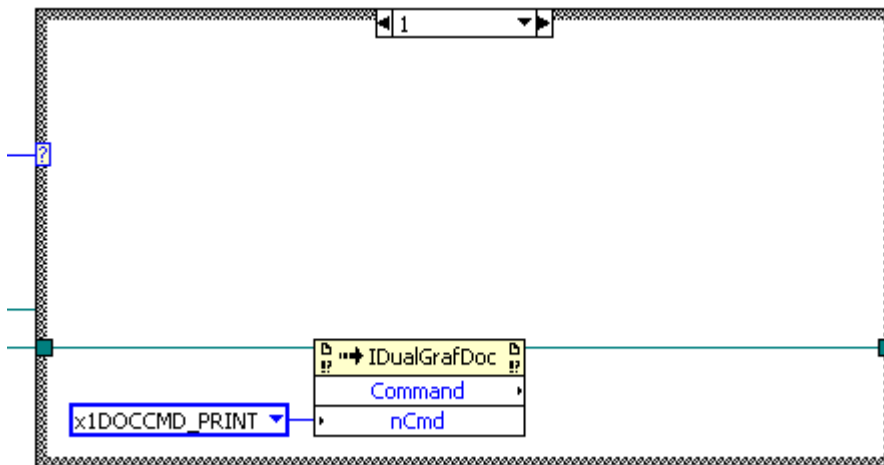 1
?
IDualGrafDoc
Command
x1DOCCMD_PRINT
nCmd